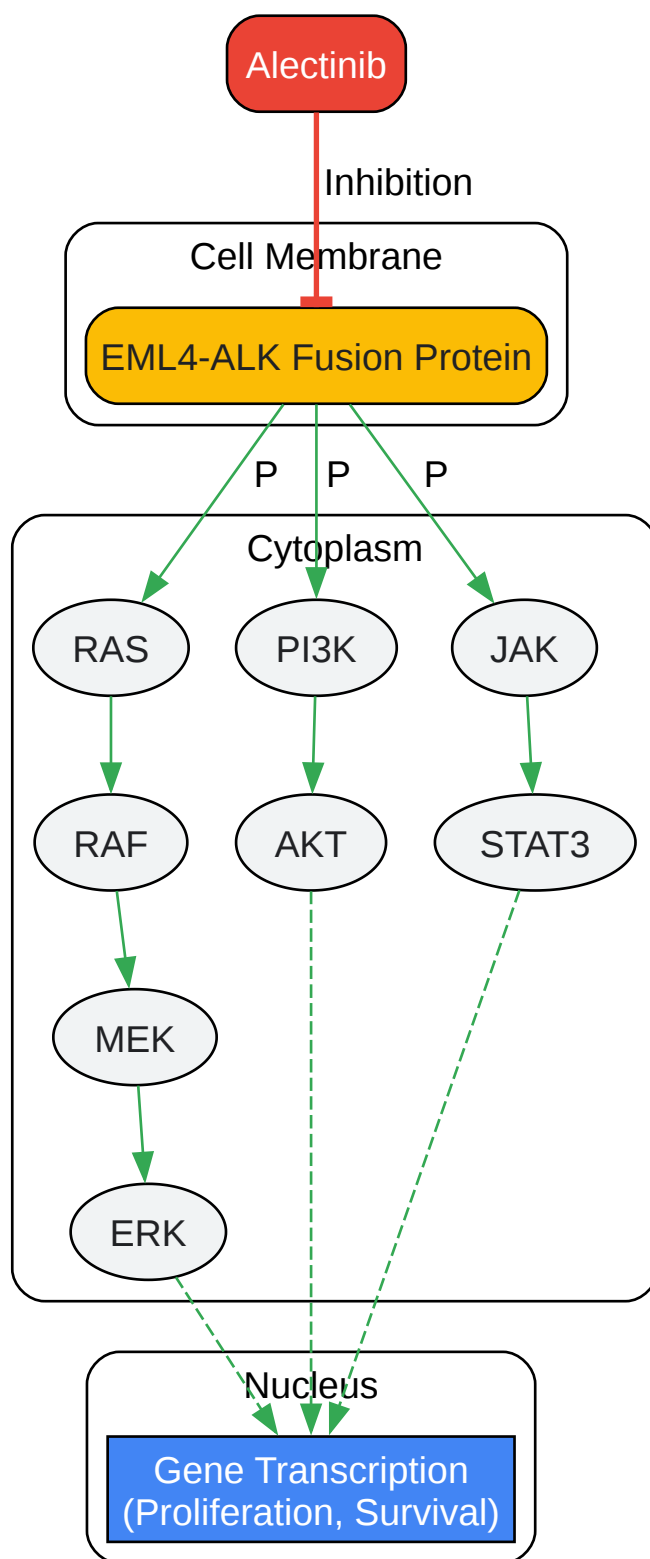 Alectinib
Inhibition
Cell Membrane
EML4-ALK Fusion Protein
P
P
P
Cytoplasm
RAS
PI3K
JAK
RAF
AKT
STAT3
MEK
ERK
Nucleus
Gene Transcription
(Proliferation, Survival)